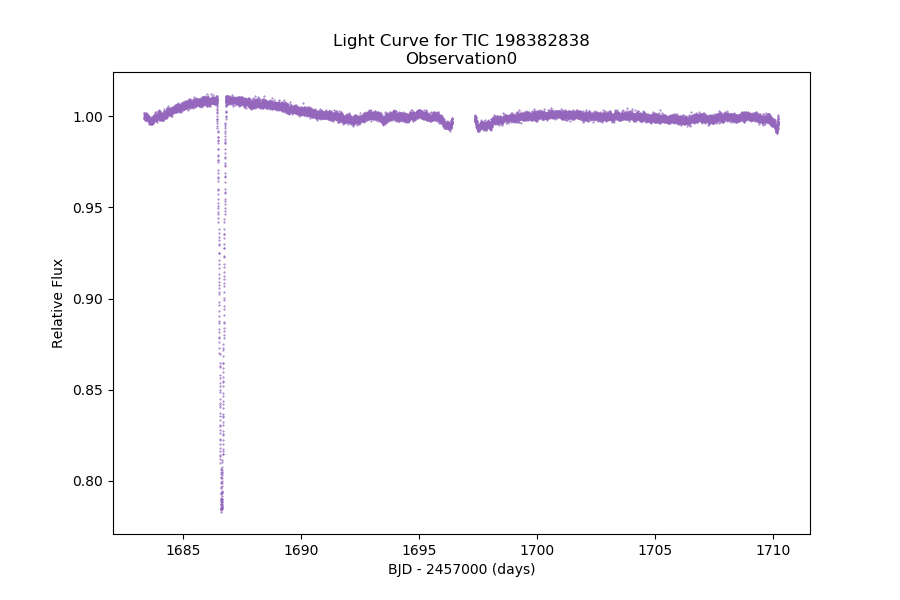 Light Curve for TIC 198382838
Observation0
1.00
0.95
0.90
0.85
0.80
Relative Flux
1685
1690
1695
1700
1705
1710
BJD - 2457000 (days)